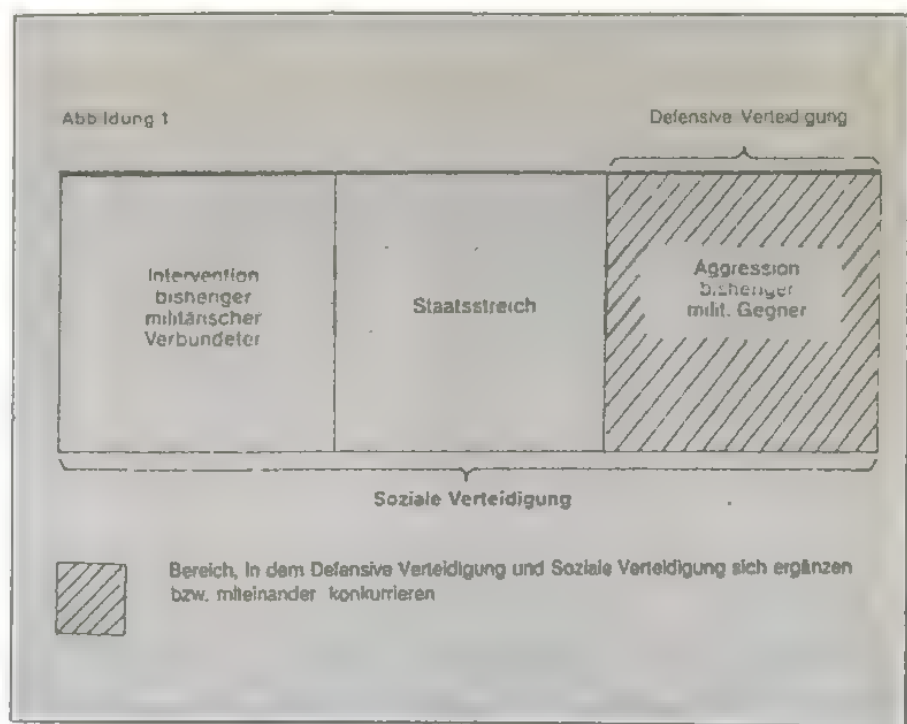 Abbildung 1
Defensive Verteidigung
Intervention
bisheriger
militärischer
Verbündeter
Staatsstreich
Aggression
bisheriger
milit. Gegner
Soziale Verteidigung
Bereich, in dem Defensive Verteidigung und Soziale Verteidigung sich ergänzen
bzw. miteinander konkurrieren